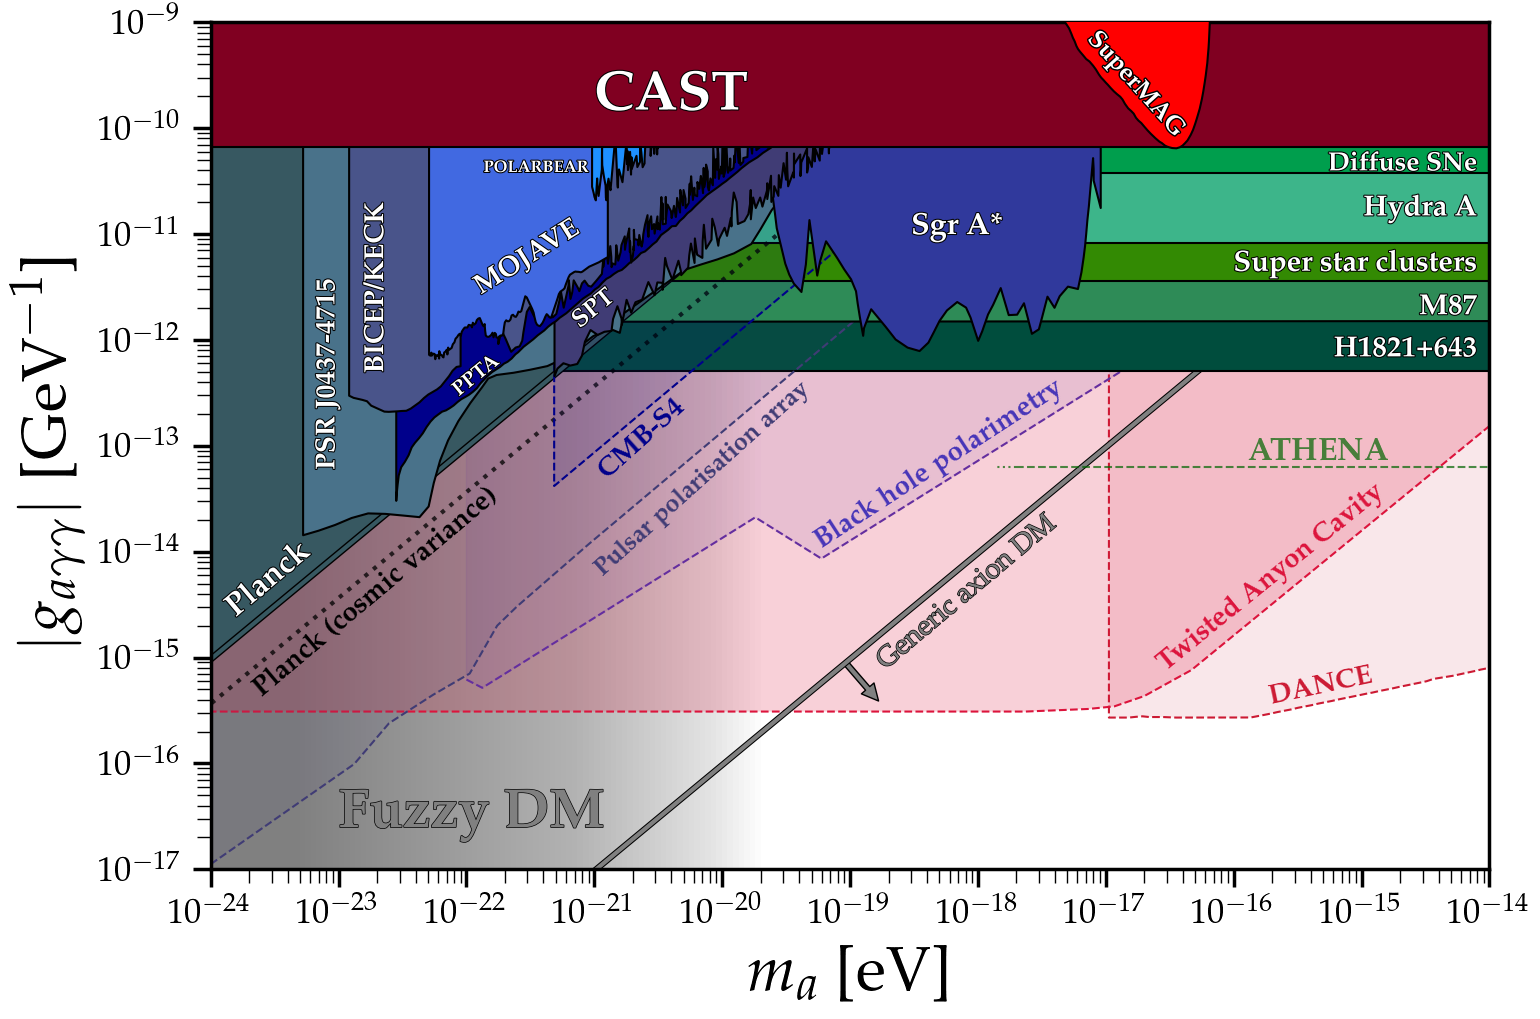 10⁻⁹
10⁻¹⁰
10⁻¹¹
10⁻¹²
10⁻¹³
10⁻¹⁴
10⁻¹⁵
10⁻¹⁶
10⁻¹⁷
|gₐγγ| [GeV⁻¹]
CAST
SuperMAG
POLARBEAR
MOJAVE
BICEP/KECK
PSR J0437-4715
PPTA
SPT
Sgr A*
Diffuse SNe
Hydra A
Super star clusters
M87
H1821+643
Planck
Planck (cosmic variance)
CMB-S4
Pulsar polarisation array
Black hole polarimetry
Generic axion DM
ATHENA
Twisted Anyon Cavity
DANCE
Fuzzy DM
10⁻²⁴ 10⁻²³ 10⁻²² 10⁻²¹ 10⁻²⁰ 10⁻¹⁹ 10⁻¹⁸ 10⁻¹⁷ 10⁻¹⁶ 10⁻¹⁵ 10⁻¹⁴
mₐ [eV]